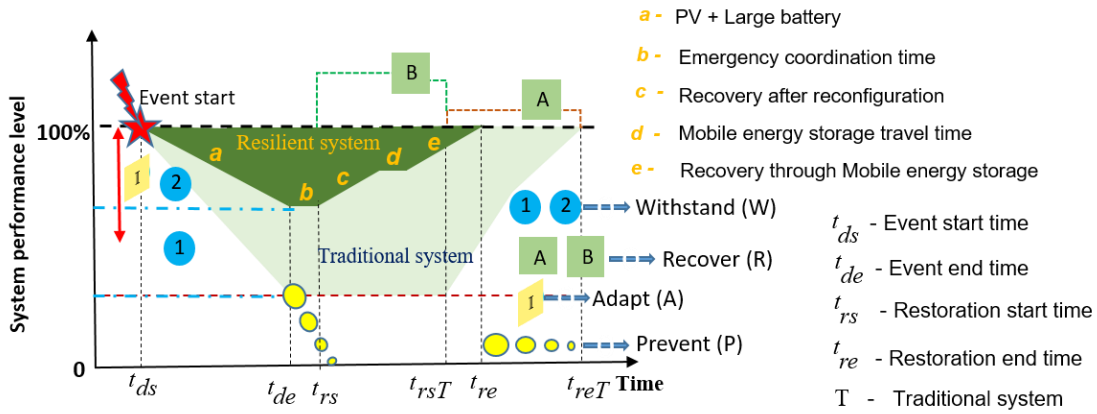 a - PV + Large battery
b - Emergency coordination time
c - Recovery after reconfiguration
d - Mobile energy storage travel time
e - Recovery through Mobile energy storage
System performance level
Event start
100%
B
A
Resilient system
a
b
c
d
e
1
2
1
Traditional system
1 2 Withstand (W)
A B Recover (R)
1 Adapt (A)
Prevent (P)
0
t_ds
t_de
t_rs
t_rsT
t_re
t_reT
Time
t_ds - Event start time
t_de - Event end time
t_rs - Restoration start time
t_re - Restoration end time
T - Traditional system